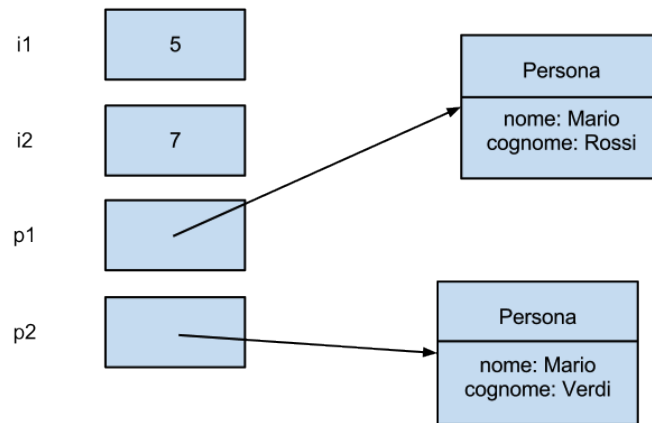 i1
5
i2
7
p1
p2
Persona
nome: Mario
cognome: Rossi
Persona
nome: Mario
cognome: Verdi